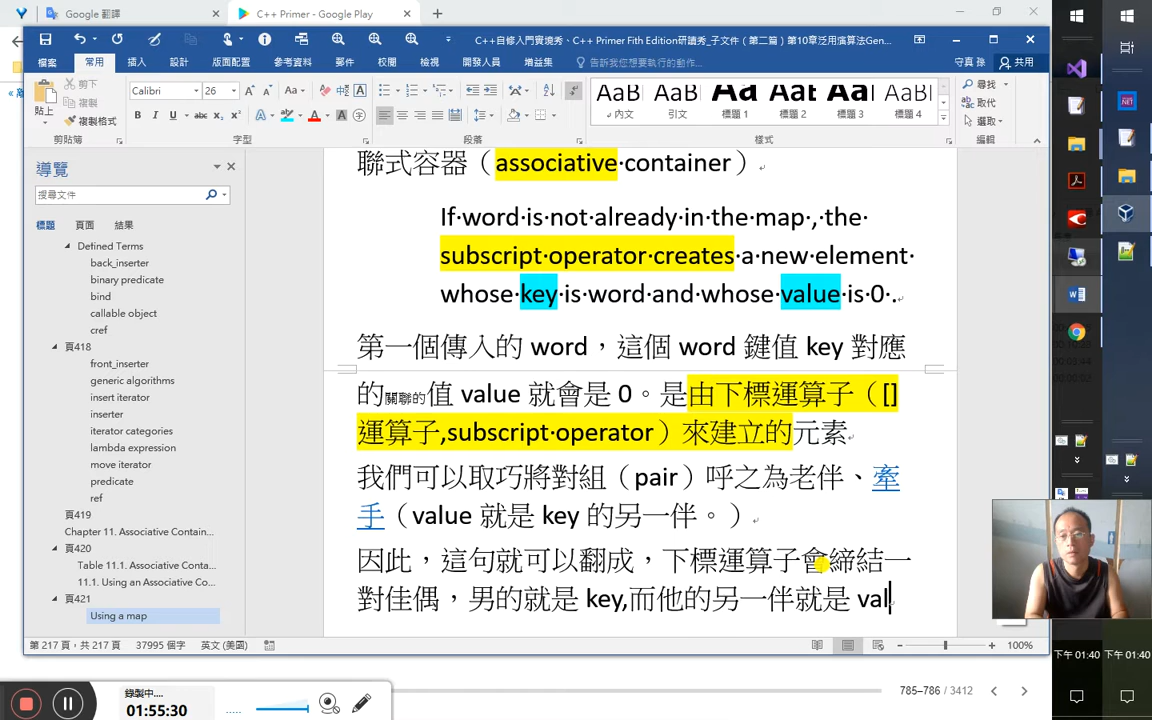 Google 翻譯
C++ Primer - Google Play
C++自修入門實境秀、C++ Primer Fith Edition研讀秀_子文件（第二篇）第10章泛用演算法Gen...
檔案 常用 插入 設計 版面配置 參考資料 郵件 校閱 檢視 開發人員 增益集 告訴我您想要執行的動作... 守真 孫 共用
貼上
剪下
複製
複製格式
剪貼簿
Calibri 26
字型
段落
AaB AaB Aa Aat Aal AaBl
內文 引文 標題 1 標題 2 標題 3 標題 4
樣式
尋找
取代
選取
編輯
導覽
搜尋文件
標題 頁面 結果
Defined Terms
back_inserter
binary predicate
bind
callable object
cref
頁418
front_inserter
generic algorithms
insert iterator
inserter
iterator categories
lambda expression
move iterator
predicate
ref
頁419
Chapter 11. Associative Contain...
頁420
Table 11.1. Associative Co...
11.1. Using an Associative Co...
頁421
Using a map
聯式容器（associative·container）
If·word·is·not·already·in·the·map·,·the·
subscript·operator·creates·a·new·element·
whose·key·is·word·and·whose·value·is·0·.
第一個傳入的 word，這個 word 鍵值 key 對應
的關聯的值 value 就會是 0。是由下標運算子（[]
運算子,subscript·operator）來建立的元素
我們可以取巧將對組（pair）呼之為老伴、牽
手（value 就是 key 的另一伴。）
因此，這句就可以翻成，下標運算子會締結一
對佳偶，男的就是 key,而他的另一伴就是 val
第 217 頁，共 217 頁 37995 個字 英文 (美國) 100%
錄製中....
01:55:30
785–786 / 3412
下午 01:40 下午 01:40